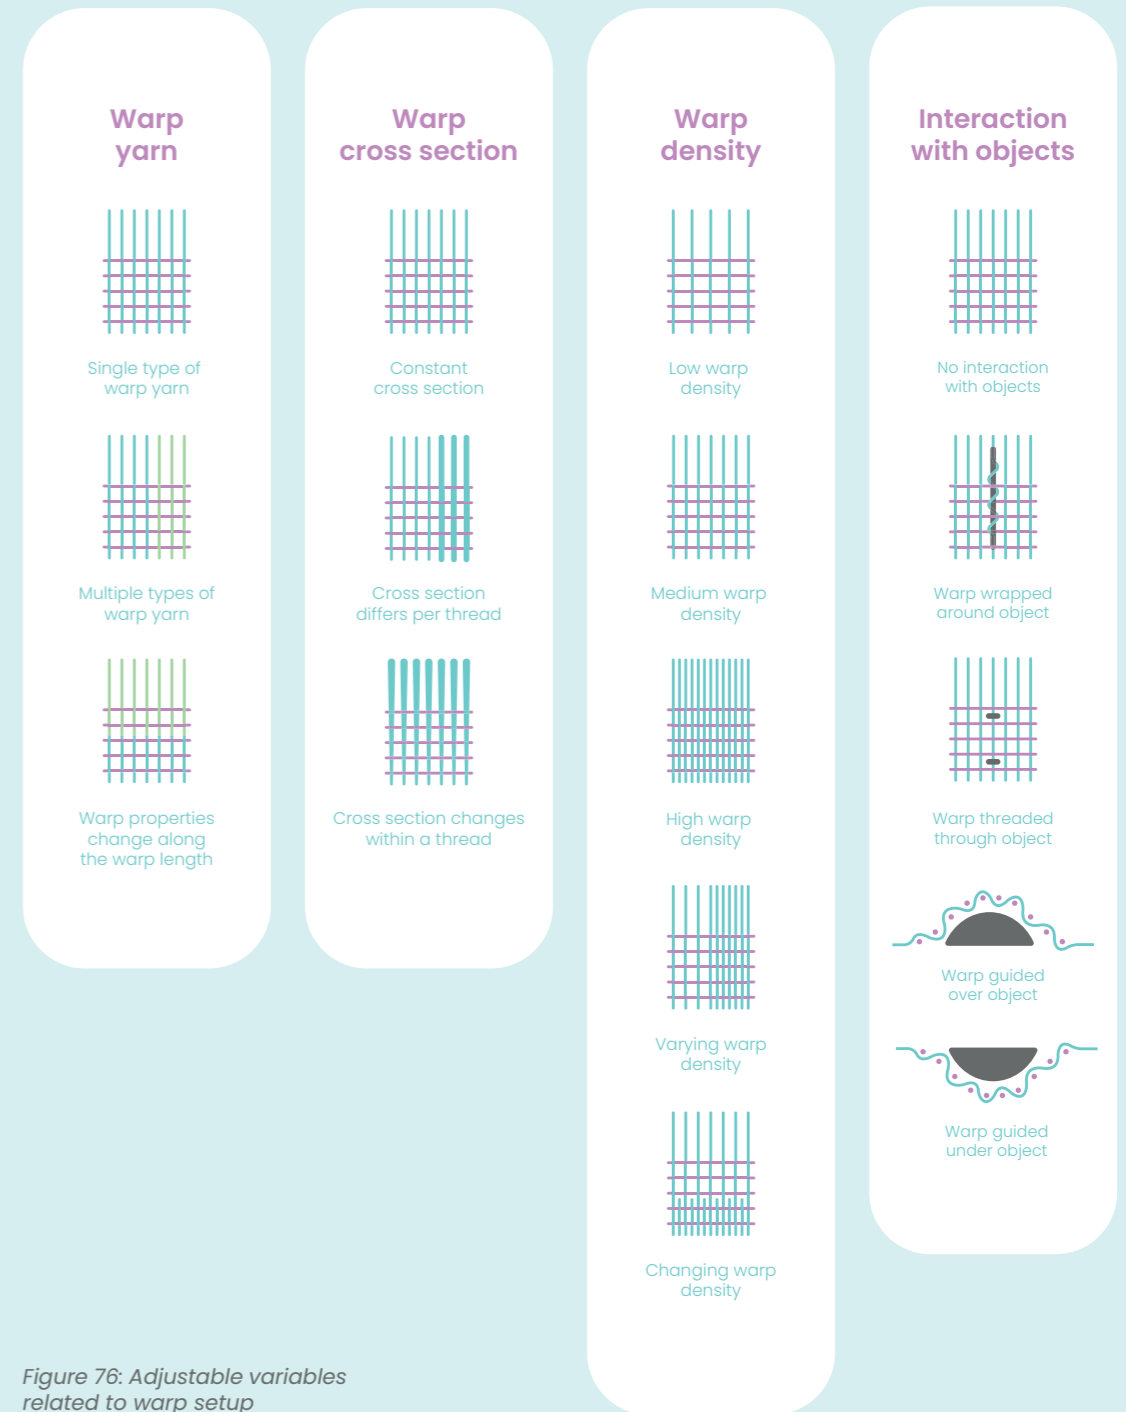 Warp
yarn
Single type of
warp yarn
Multiple types of
warp yarn
Warp properties
change along
the warp length
Warp
cross section
Constant
cross section
Cross section
differs per thread
Cross section changes
within a thread
Warp
density
Low warp
density
Medium warp
density
High warp
density
Varying warp
density
Changing warp
density
Interaction
with objects
No interaction
with objects
Warp wrapped
around object
Warp threaded
through object
Warp guided
over object
Warp guided
under object
Figure 76: Adjustable variables
related to warp setup